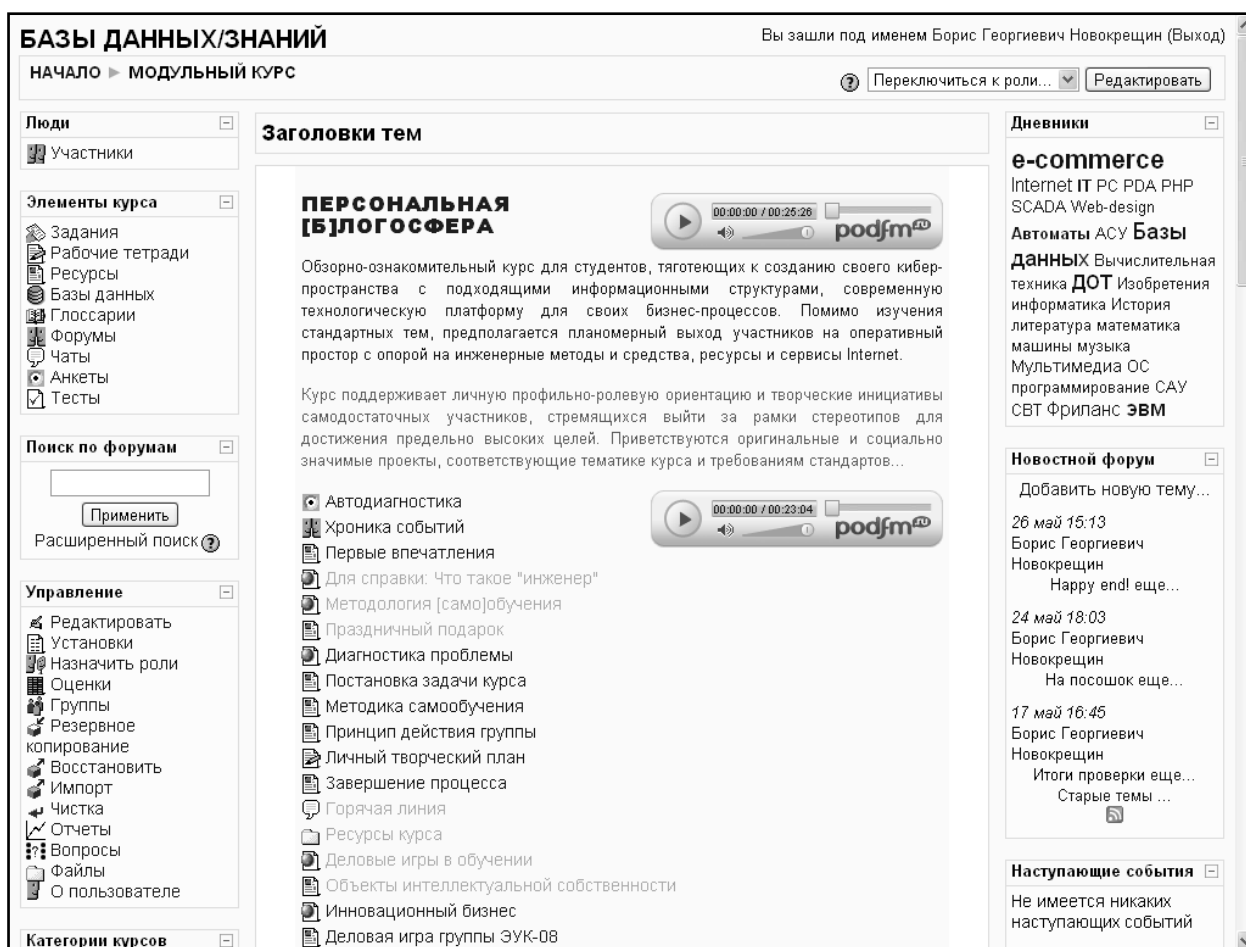 БАЗЫ ДАННЫХ/ЗНАНИЙ
Вы зашли под именем Борис Георгиевич Новокрещин (Выход)
НАЧАЛО ► МОДУЛЬНЫЙ КУРС
Переключиться к роли...
Редактировать
Люди
Участники
Элементы курса
Задания
Рабочие тетради
Ресурсы
Базы данных
Глоссарии
Форумы
Чаты
Анкеты
Тесты
Поиск по форумам
Применить
Расширенный поиск
Управление
Редактировать
Установки
Назначить роли
Оценки
Группы
Резервное
копирование
Восстановить
Импорт
Чистка
Отчеты
Вопросы
Файлы
О пользователе
Категории курсов
Заголовки тем
ПЕРСОНАЛЬНАЯ
[Б]ЛОГОСФЕРА
00:00:00 / 00:25:26
podfm.ru
Обзорно-ознакомительный курс для студентов, тяготеющих к созданию своего кибер-
пространства с подходящими информационными структурами, современную
технологическую платформу для своих бизнес-процессов. Помимо изучения
стандартных тем, предполагается планомерный выход участников на оперативный
простор с опорой на инженерные методы и средства, ресурсы и сервисы Internet.
Курс поддерживает личную профильно-ролевую ориентацию и творческие инициативы
самодостаточных участников, стремящихся выйти за рамки стереотипов для
достижения предельно высоких целей. Приветствуются оригинальные и социально
значимые проекты, соответствующие тематике курса и требованиям стандартов...
00:00:00 / 00:23:04
podfm.ru
Автодиагностика
Хроника событий
Первые впечатления
Для справки: Что такое "инженер"
Методология [само]обучения
Праздничный подарок
Диагностика проблемы
Постановка задачи курса
Методика самообучения
Принцип действия группы
Личный творческий план
Завершение процесса
Горячая линия
Ресурсы курса
Деловые игры в обучении
Объекты интеллектуальной собственности
Инновационный бизнес
Деловая игра группы ЭУК-08
Дневники
e-commerce
Internet IT PC PDA PHP
SCADA Web-design
Автоматы АСУ Базы
данных Вычислительная
техника ДОТ Изобретения
информатика История
литература математика
машины музыка
Мультимедиа ОС
программирование САУ
СВТ Фриланс ЭВМ
Новостной форум
Добавить новую тему...
26 май 15:13
Борис Георгиевич
Новокрещин
Happy end! еще...
24 май 18:03
Борис Георгиевич
Новокрещин
На посошок еще...
17 май 16:45
Борис Георгиевич
Новокрещин
Итоги проверки еще...
Старые темы ...
Наступающие события
Не имеется никаких
наступающих событий